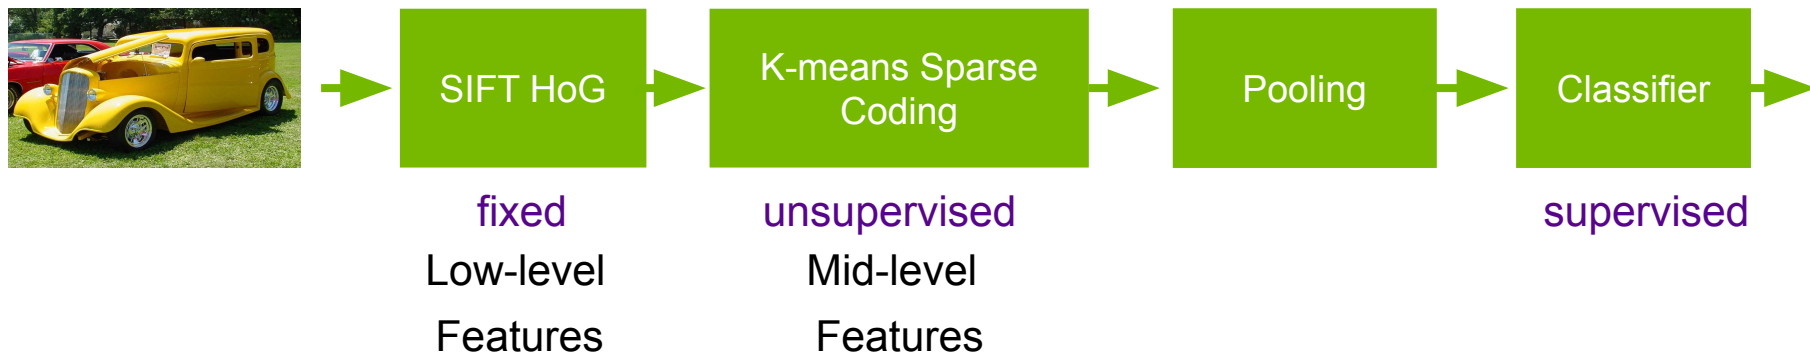 SIFT HoG
K-means Sparse
Coding
Pooling
Classifier
fixed
unsupervised
supervised
Low-level
Mid-level
Features
Features